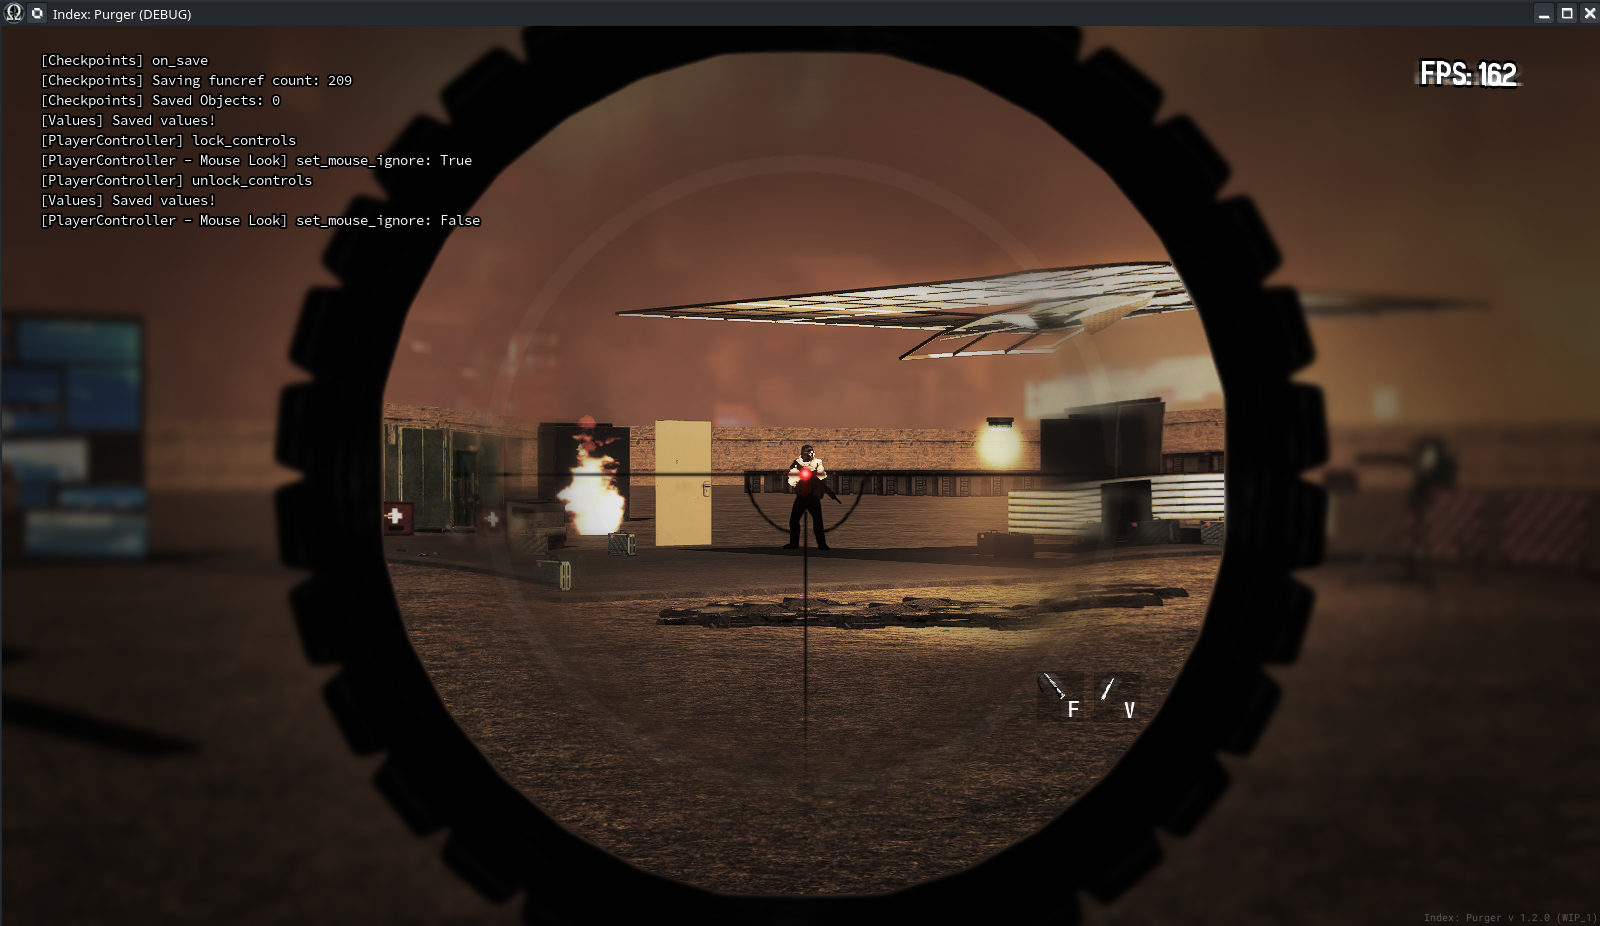 Index: Purger (DEBUG)
[Checkpoints] on_save
[Checkpoints] Saving funcref count: 209
[Checkpoints] Saved Objects: 0
[Values] Saved values!
[PlayerController] lock_controls
[PlayerController - Mouse Look] set_mouse_ignore: True
[PlayerController] unlock_controls
[Values] Saved values!
[PlayerController - Mouse Look] set_mouse_ignore: False
FPS: 162
F V
Index: Purger v 1.2.0 (WIP_1)